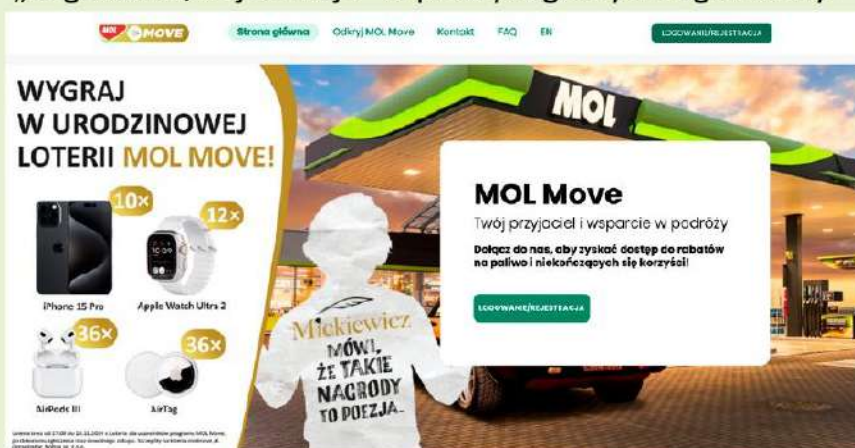 MOL MOVE
Strona główna
Odkryj MOL Move
Kontakt
FAQ
EN
LOGOWANIE/REJESTRACJA
WYGRAJ
W URODZINOWEJ
LOTERII MOL MOVE!
10x
12x
iPhone 15 Pro
Apple Watch Ultra 2
36x
36x
AirPods III
AirTag
Mickiewicz
MÓWI,
ŻE TAKIE
NAGRODY
TO POEZJA.
MOL
MOL Move
Twój przyjaciel i wsparcie w podróży
Dołącz do nas, aby zyskać dostęp do rabatów
na paliwo i niekończących się korzyści!
LOGOWANIE/REJESTRACJA